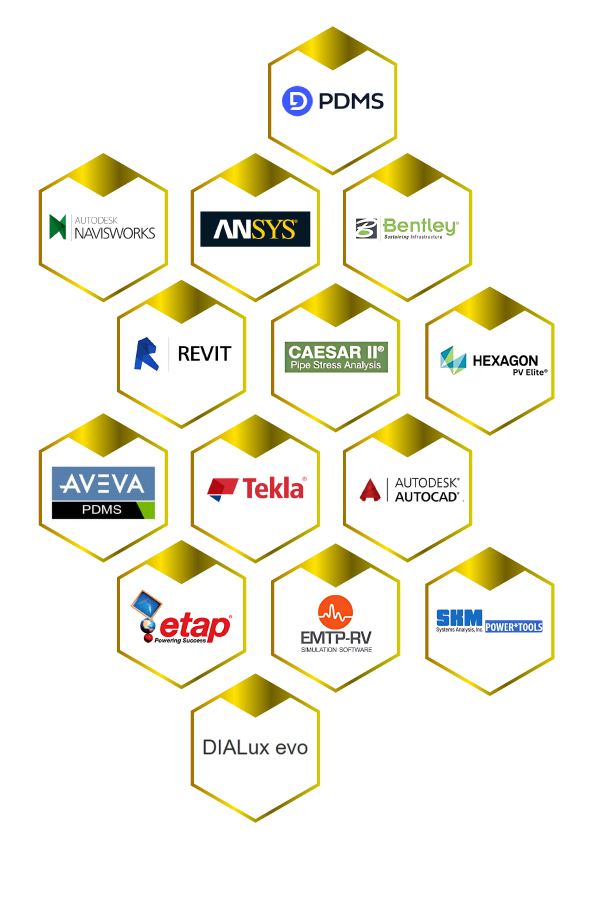 PDMS
AUTODESK
NAVISWORKS
ANSYS®
Bentley®
Sustaining Infrastructure
REVIT
CAESAR II®
Pipe Stress Analysis
HEXAGON
PV Elite®
AVEVA
PDMS
Tekla®
AUTODESK®
AUTOCAD®.
etap®
Powering Success
EMTP-RV
SIMULATION SOFTWARE
SKM
Systems Analysis, Inc.
POWER*TOOLS
DIALux evo